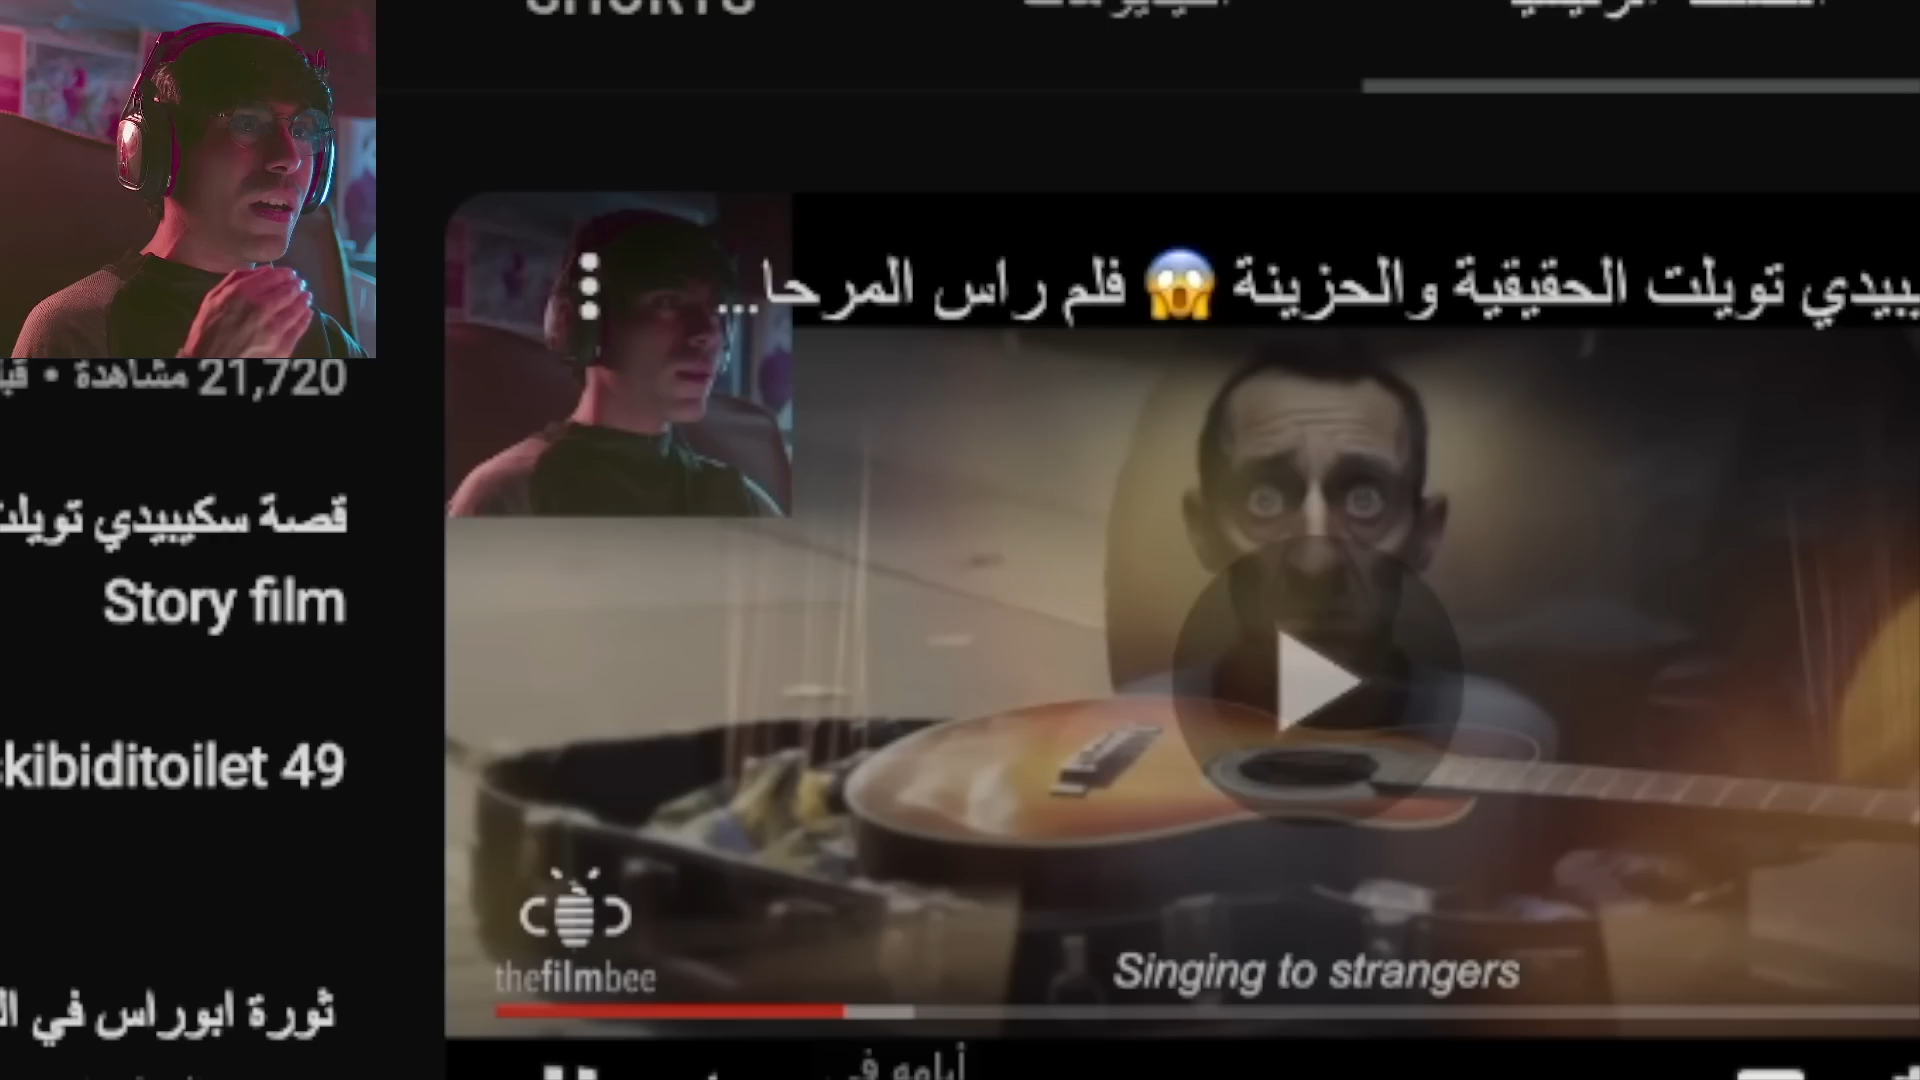 SHORTS
يبيدي تويلت الحقيقية والحزينة 😱 فلم راس المرحا...
21,720 مشاهدة •
قصة سكيبيدي تويلت
Story film
kibiditoilet 49
ثورة ابوراس في
thefilmbee
Singing to strangers